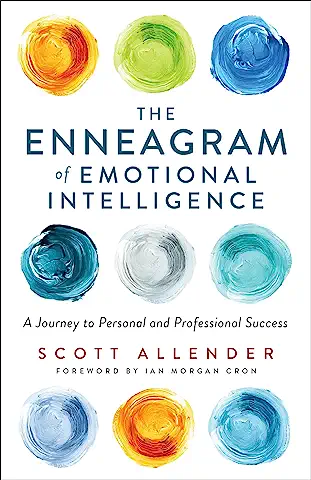 THE
ENNEAGRAM
of EMOTIONAL
INTELLIGENCE
A Journey to Personal and Professional Success
SCOTT ALLENDER
FOREWORD BY IAN MORGAN CRON